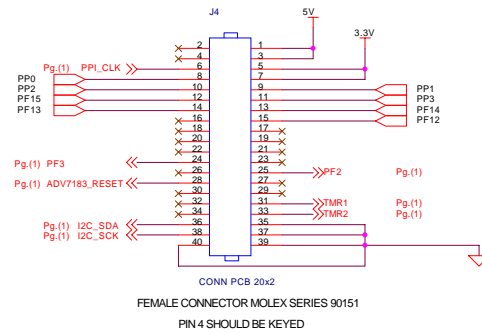 J4
5V
3.3V
2 1
4 3
Pg.(1) PPI_CLK 6 5
PP0 8 7
PP2 10 9 PP1
PF15 12 11 PP3
PF13 14 13 PF14
16 15 PF12
18 17
20 19
22 21
Pg.(1) PF3 24 23
26 25 PF2 Pg.(1)
Pg.(1) ADV7183_RESET 28 27
30 29
32 31 TMR1 Pg.(1)
34 33 TMR2 Pg.(1)
Pg.(1) I2C_SDA 36 35
Pg.(1) I2C_SCK 38 37
40 39
CONN PCB 20x2
FEMALE CONNECTOR MOLEX SERIES 90151
PIN 4 SHOULD BE KEYED